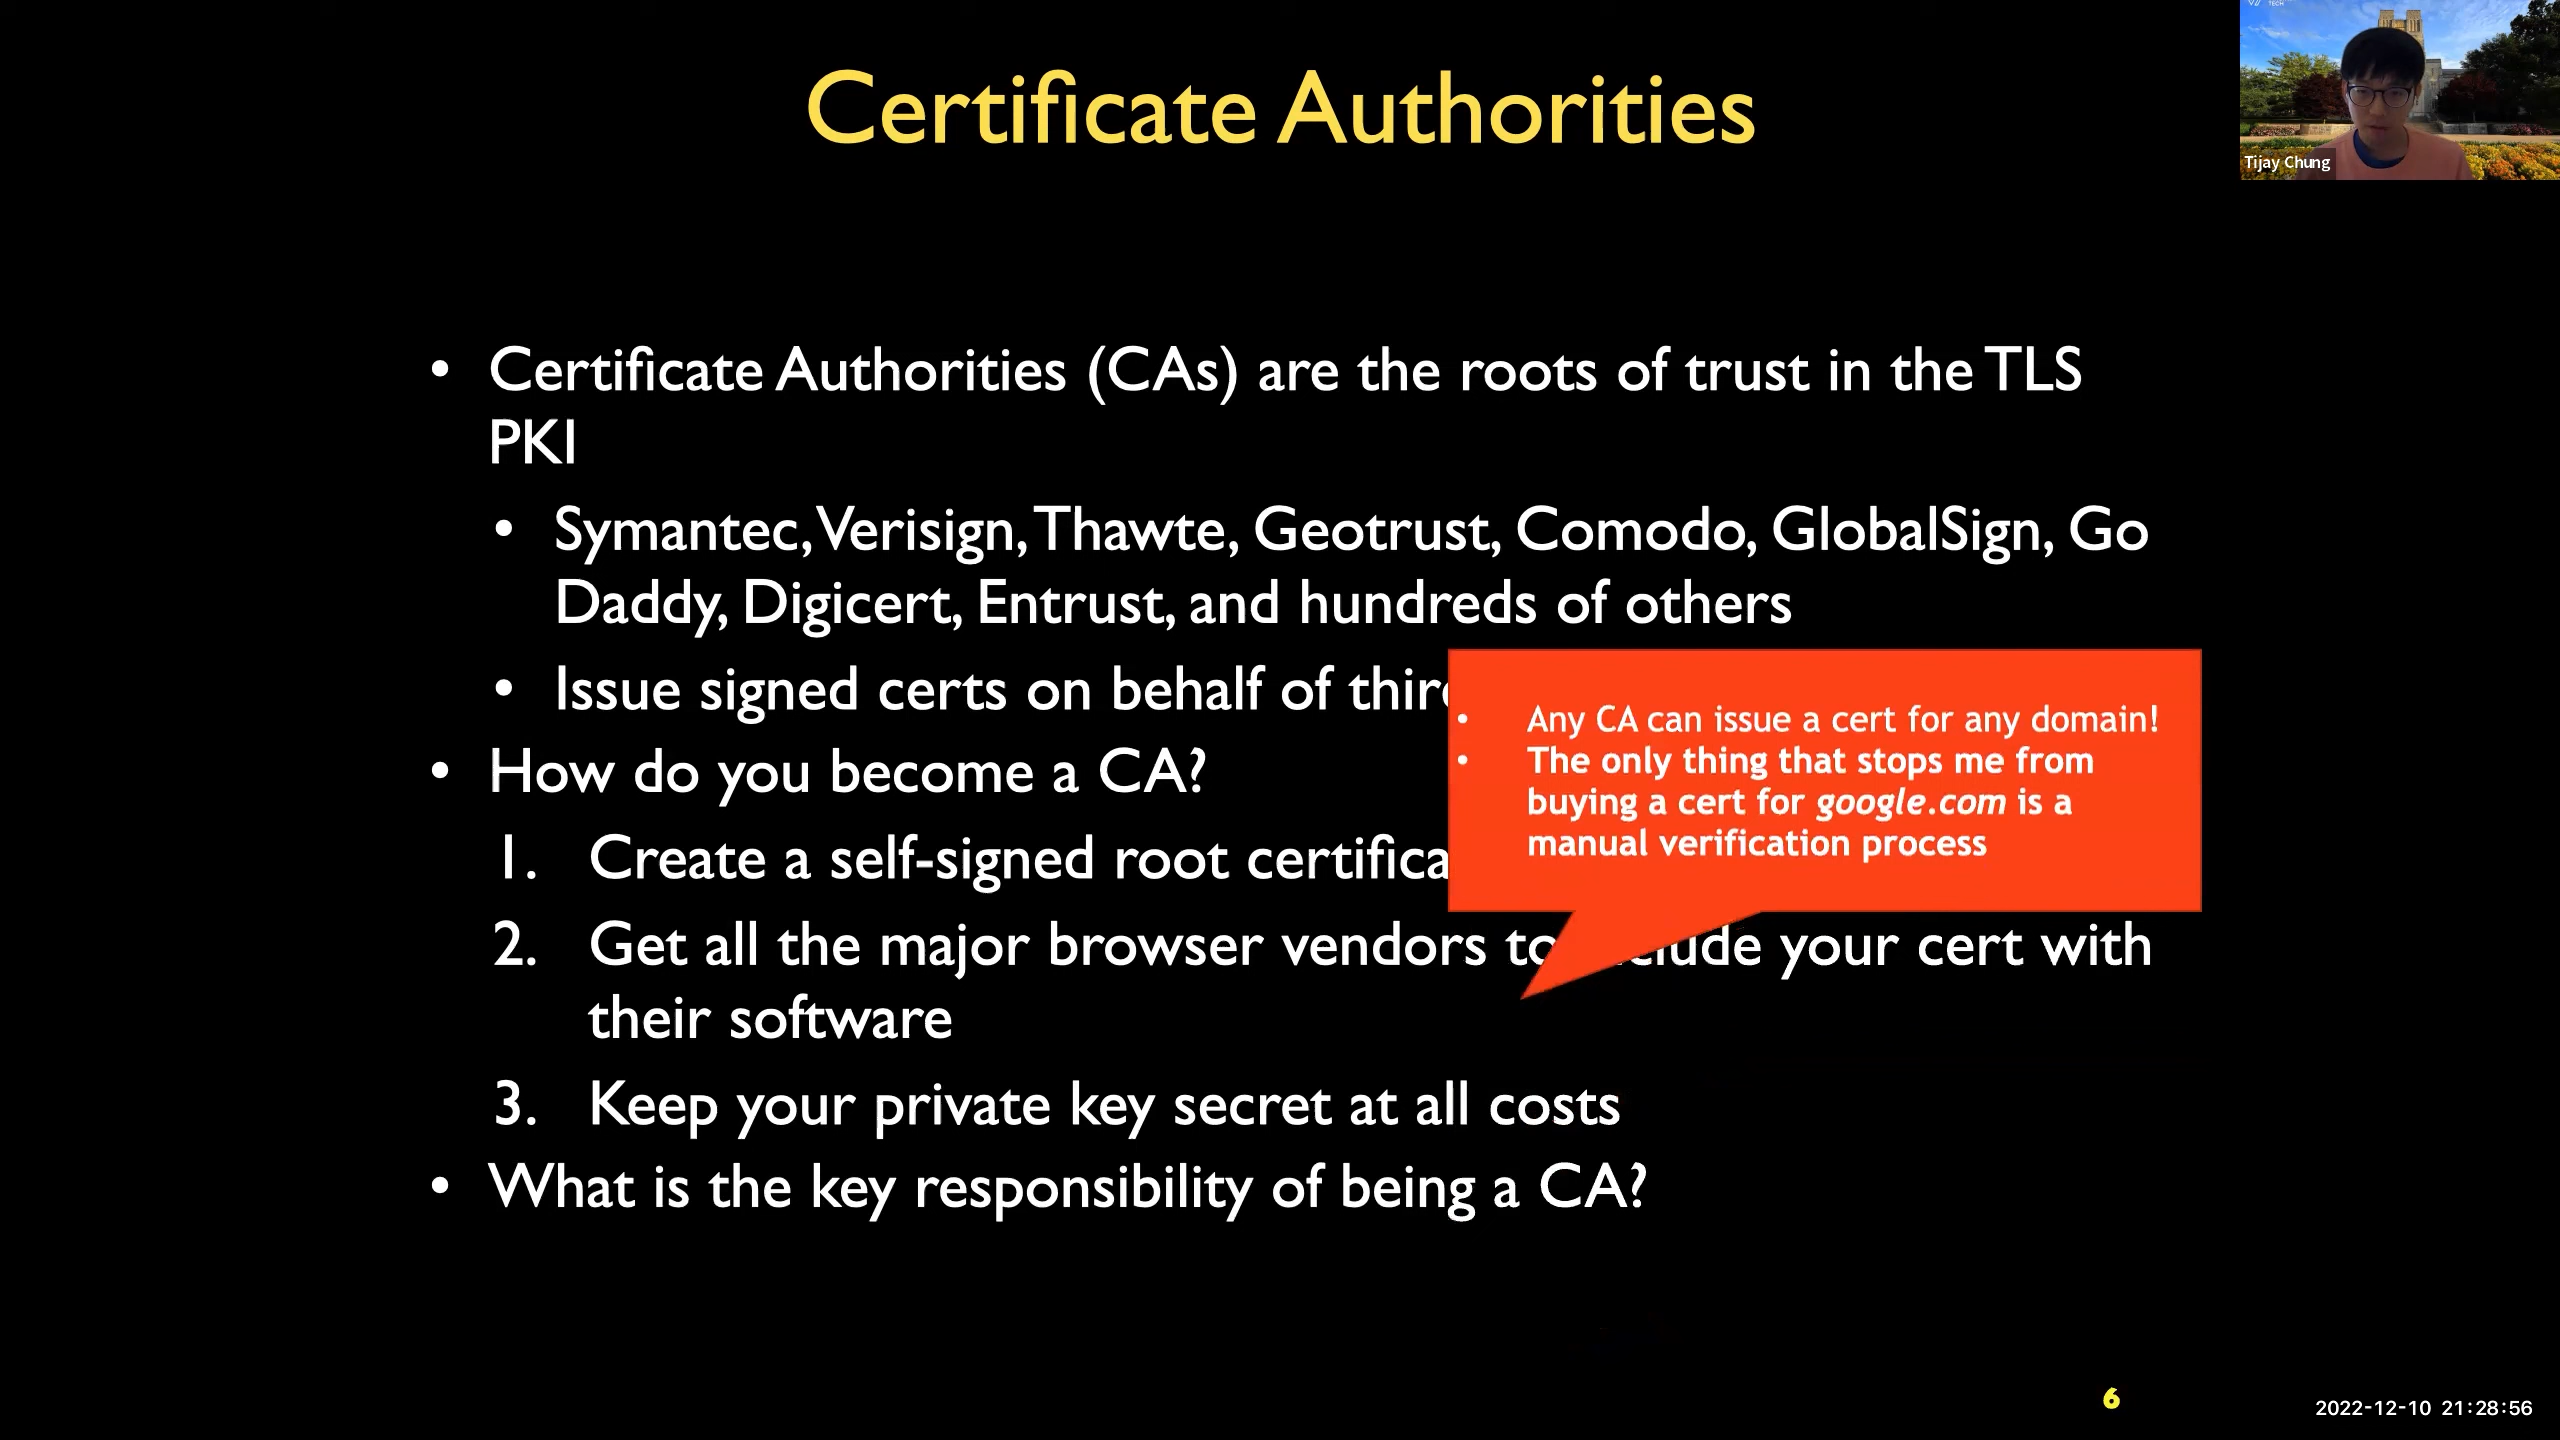 TECH
Tijay Chung
Certificate Authorities
• Certificate Authorities (CAs) are the roots of trust in the TLS
PKI
• Symantec, Verisign, Thawte, Geotrust, Comodo, GlobalSign, Go
Daddy, Digicert, Entrust, and hundreds of others
• Issue signed certs on behalf of
• How do you become a CA?
1. Create a self-signed root
2. Get all the major browser vendors your cert with
their software
3. Keep your private key secret at all costs
• What is the key responsibility of being a CA?
• Any CA can issue a cert for any domain!
• The only thing that stops me from
buying a cert for google.com is a
manual verification process
6
2022-12-10 21:28:56